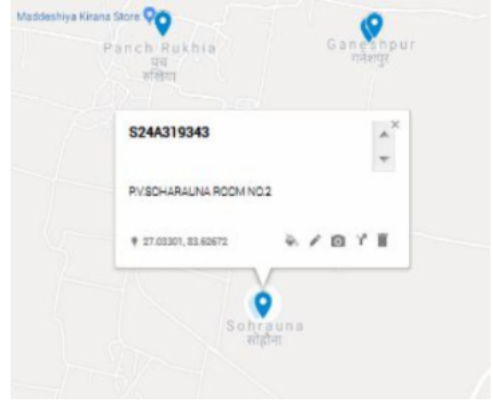 Maddeshiya Kirana Store
Panch Rukhia
पंच
रुखिया
Ganeshpur
गनेशपुर
S24A319343
P.V.SOHARAUNA ROOM NO.2
27.03301, 83.62672
Sohrauna
सोहौना